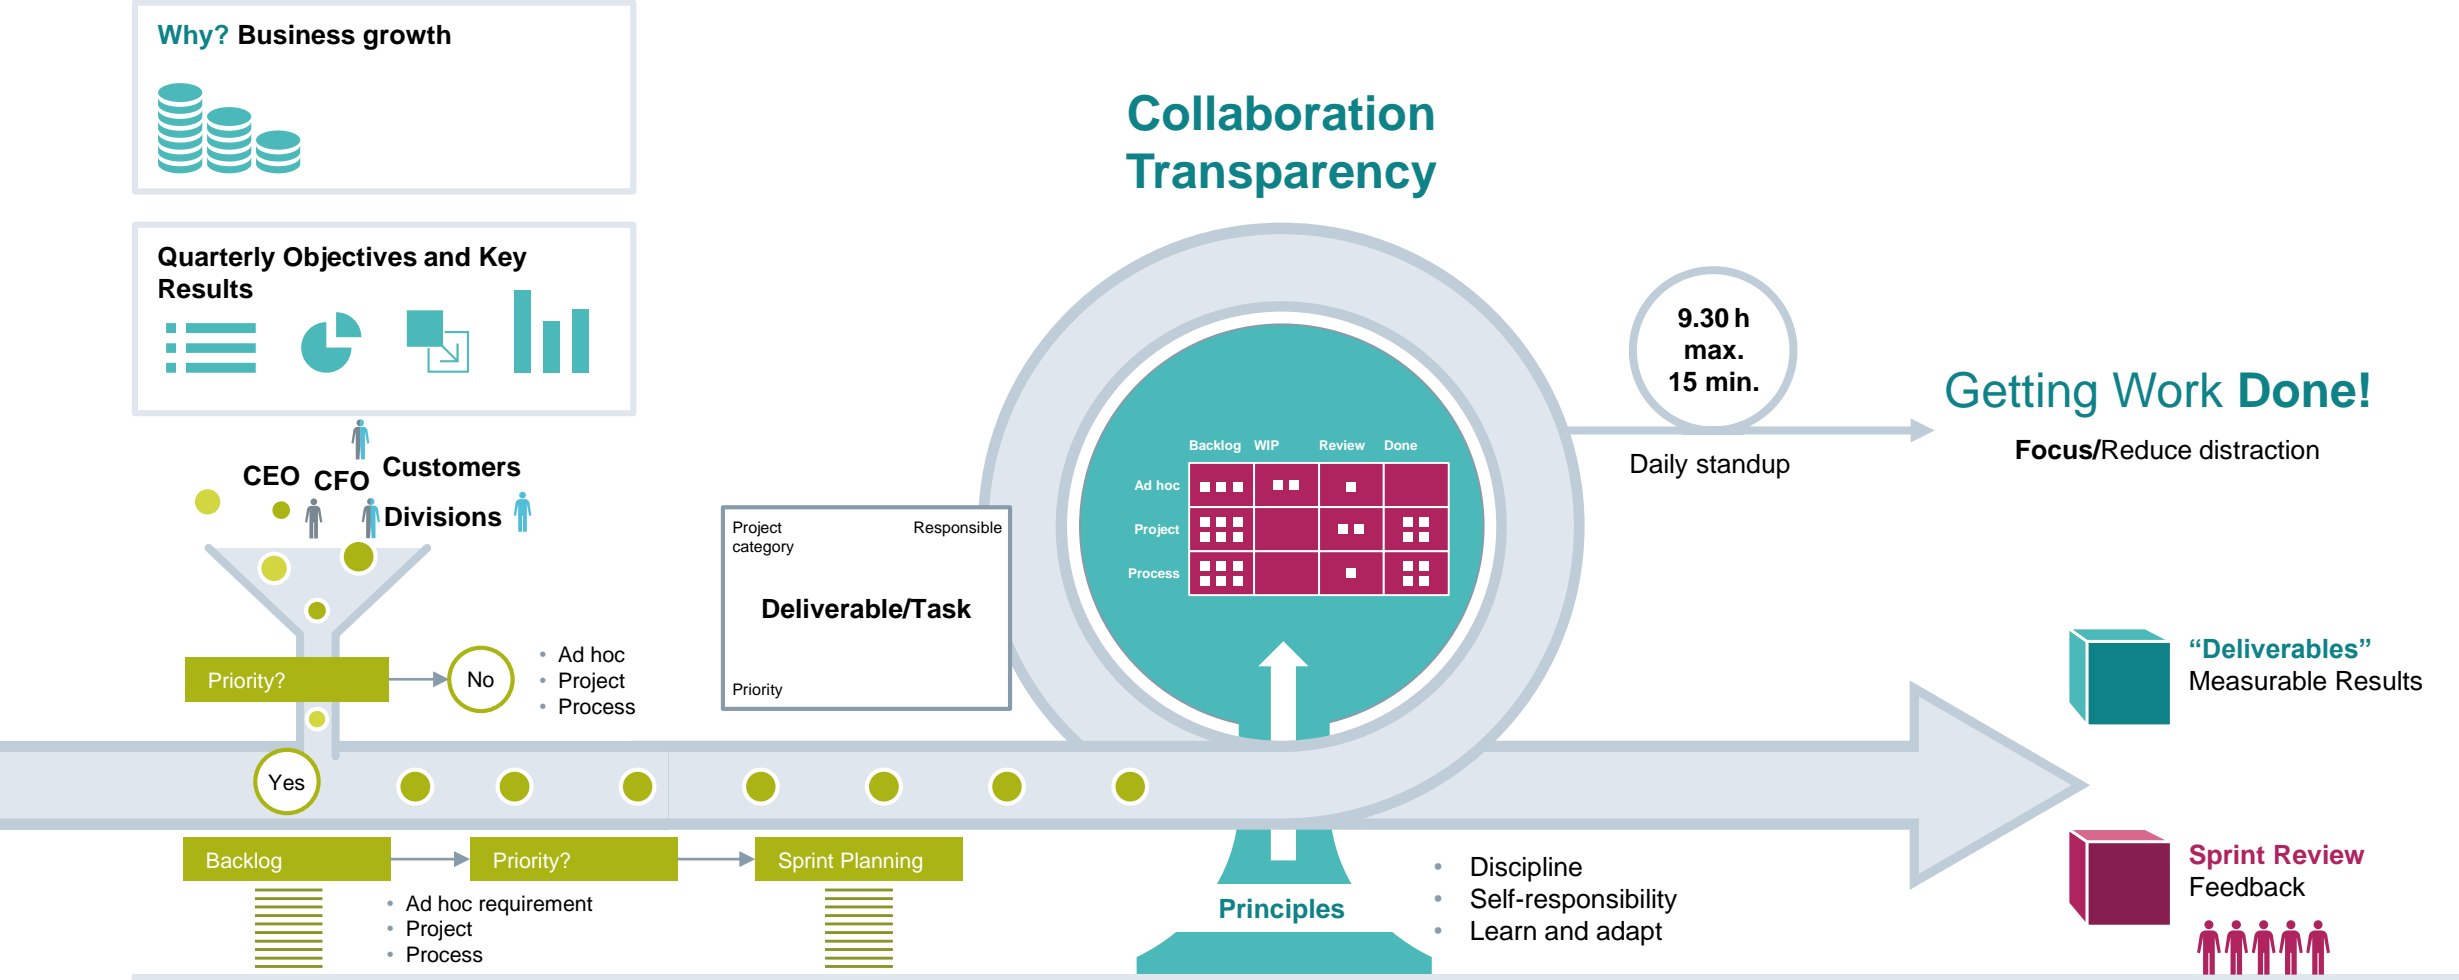 Why? Business growth
Quarterly Objectives and Key
Results
CEO
CFO
Customers
Divisions
Priority?
No
• Ad hoc
• Project
• Process
Yes
Backlog
Priority?
Sprint Planning
• Ad hoc requirement
• Project
• Process
Project
category
Responsible
Deliverable/Task
Priority
Collaboration
Transparency
Backlog WIP Review Done
Ad hoc
Project
Process
Principles
• Discipline
• Self-responsibility
• Learn and adapt
9.30 h
max.
15 min.
Daily standup
Getting Work Done!
Focus/Reduce distraction
“Deliverables”
Measurable Results
Sprint Review
Feedback